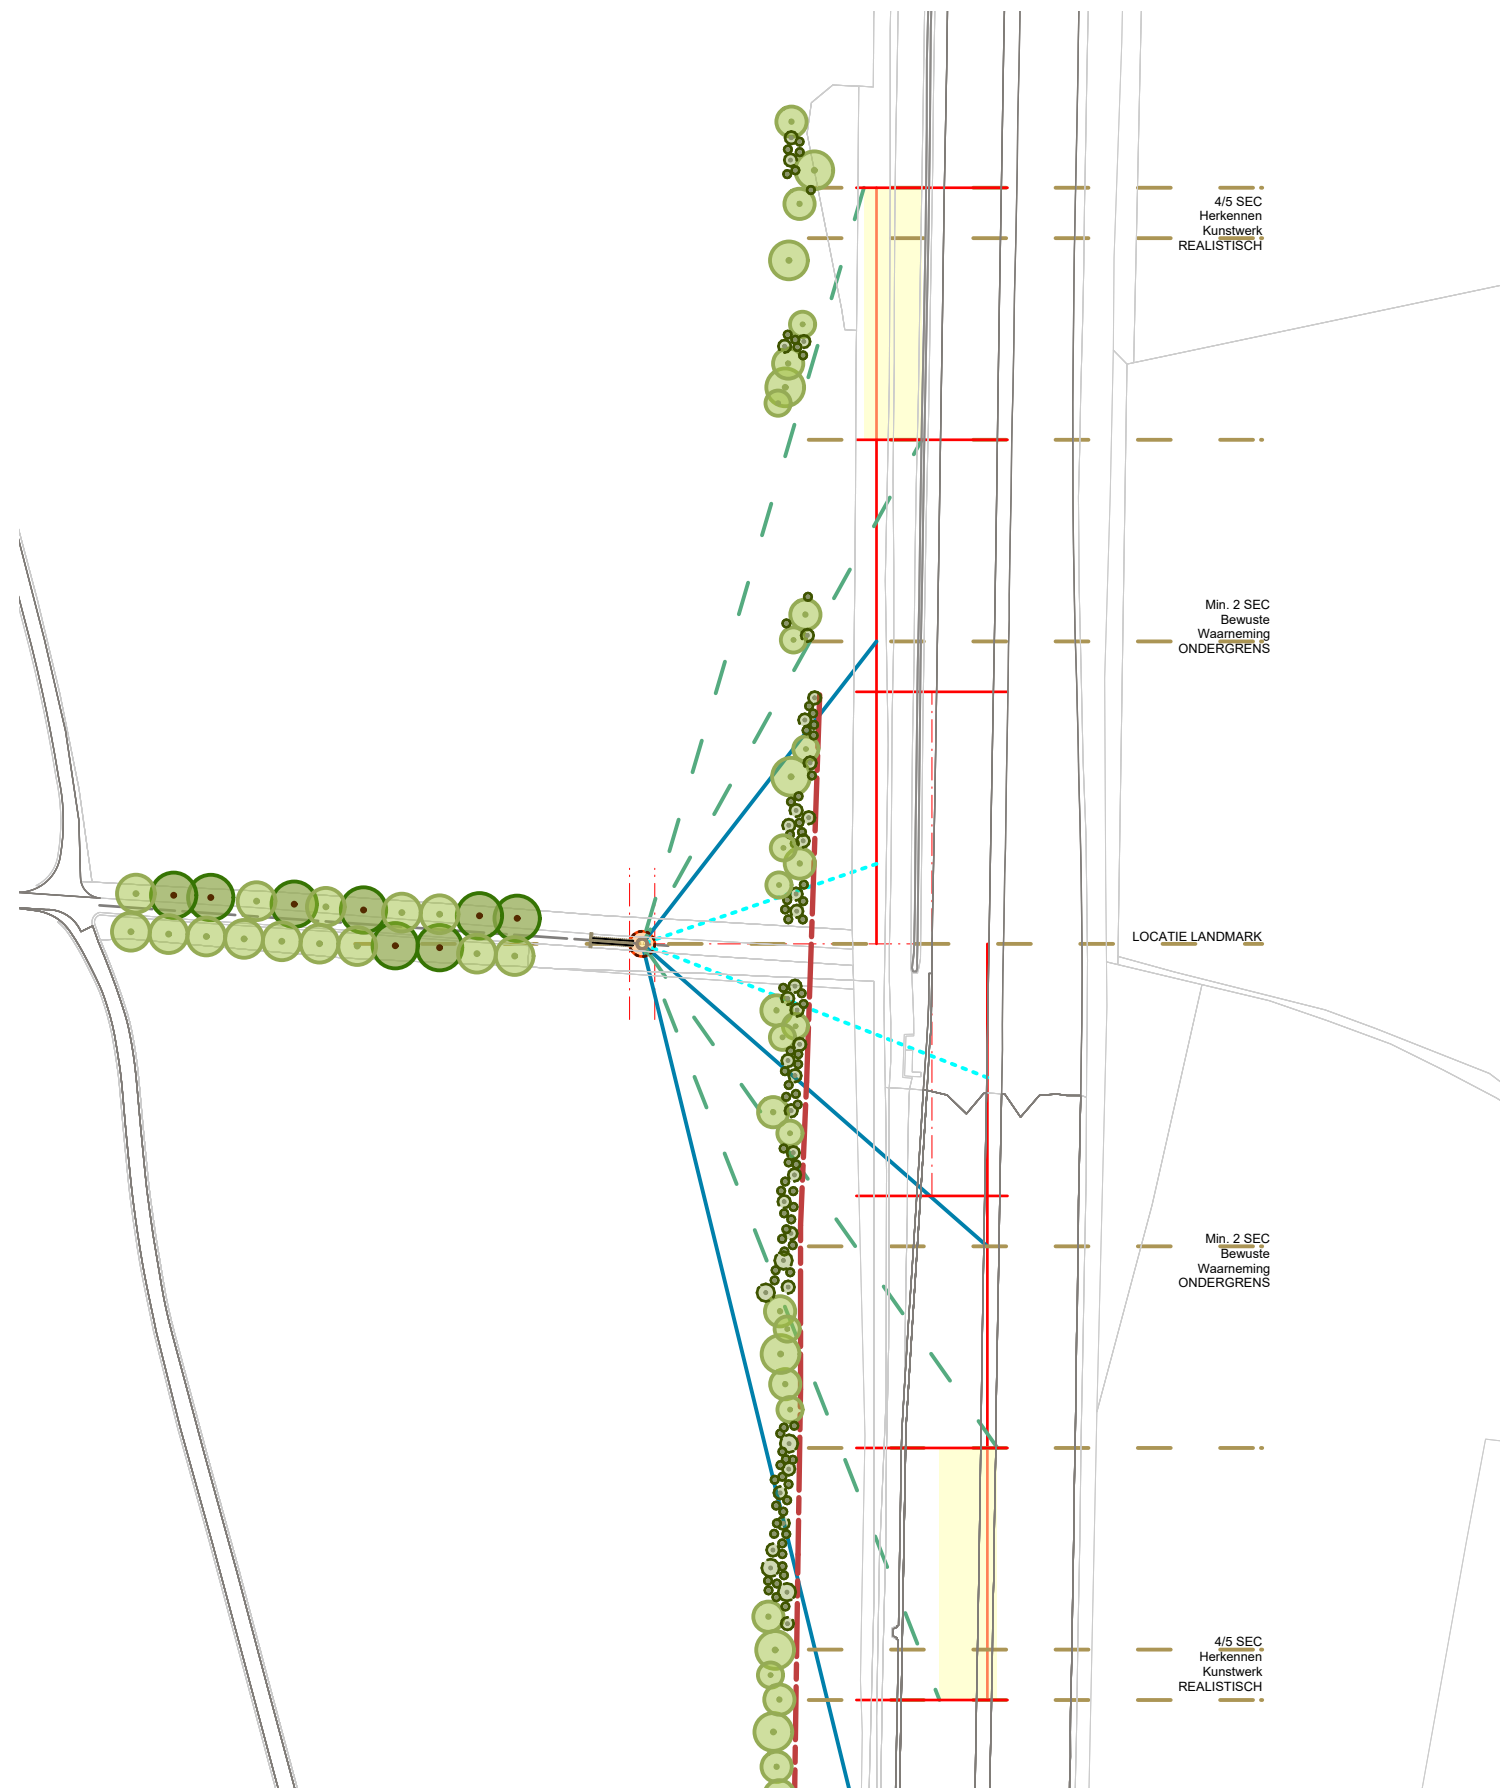 4/5 SEC
Herkennen
Kunstwerk
REALISTISCH
Min. 2 SEC
Bewuste
Waarneming
ONDERGRENS
LOCATIE LANDMARK
Min. 2 SEC
Bewuste
Waarneming
ONDERGRENS
4/5 SEC
Herkennen
Kunstwerk
REALISTISCH